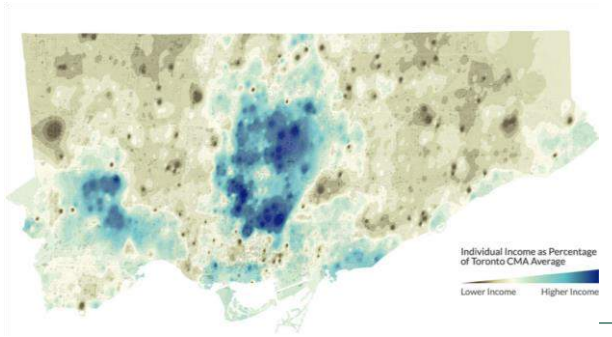 Individual Income as Percentage
of Toronto CMA Average
Lower Income Higher Income